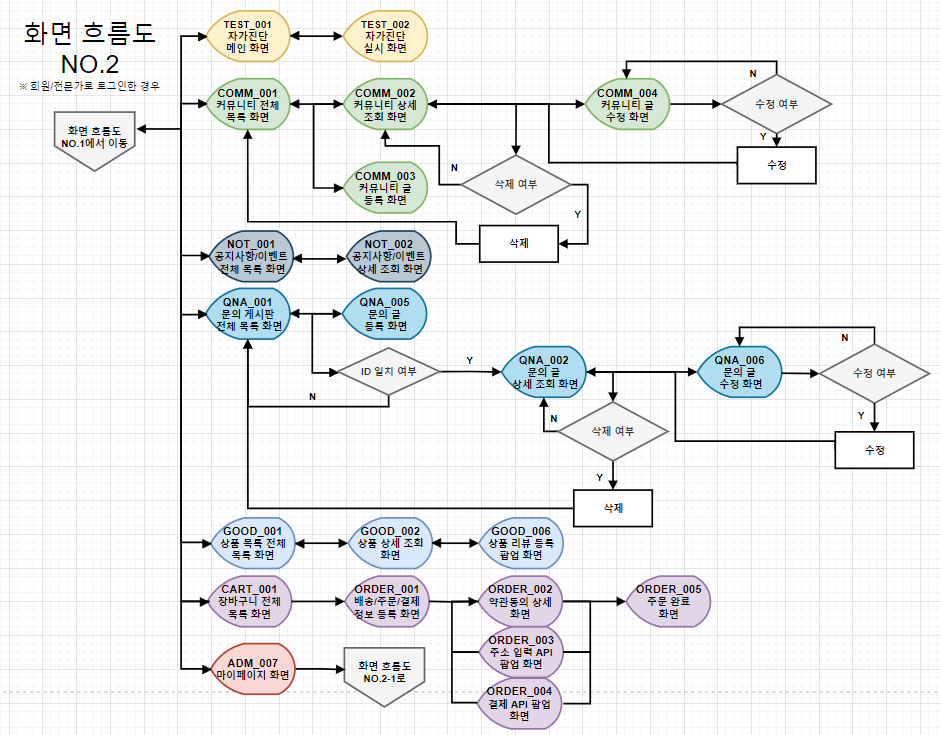 화면 흐름도
NO.2
※ 회원/전문가로 로그인한 경우
화면 흐름도
NO.1에서 이동
TEST_001
자가진단
메인 화면
TEST_002
자가진단
실시 화면
COMM_001
커뮤니티 전체
목록 화면
COMM_002
커뮤니티 상세
조회 화면
COMM_004
커뮤니티 글
수정 화면
N
수정 여부
Y
수정
COMM_003
커뮤니티 글
등록 화면
N
삭제 여부
Y
삭제
NOT_001
공지사항/이벤트
전체 목록 화면
NOT_002
공지사항/이벤트
상세 조회 화면
QNA_001
문의 게시판
전체 목록 화면
QNA_005
문의 글
등록 화면
ID 일치 여부
Y
N
QNA_002
문의 글
상세 조회 화면
QNA_006
문의 글
수정 화면
N
수정 여부
Y
수정
N
삭제 여부
Y
삭제
GOOD_001
상품 목록 전체
목록 화면
GOOD_002
상품 상세 조회
화면
GOOD_006
상품 리뷰 등록
팝업 화면
CART_001
장바구니 전체
목록 화면
ORDER_001
배송/주문/결제
정보 등록 화면
ORDER_002
약관동의 상세
화면
ORDER_005
주문 완료
화면
ORDER_003
주소 입력 API
팝업 화면
ORDER_004
결제 API 팝업
화면
ADM_007
마이페이지 화면
화면 흐름도
NO.2-1로